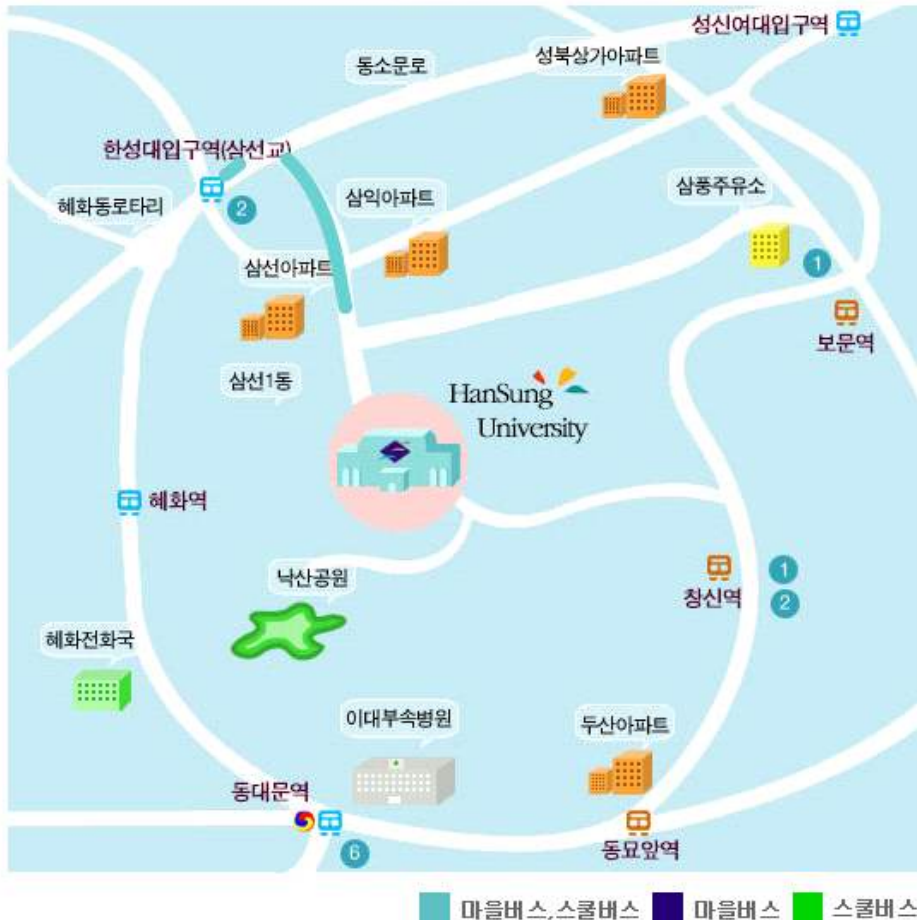 성신여대입구역
동소문로
성북상가아파트
한성대입구역(삼선교)
2
혜화동로타리
삼익아파트
삼풍주유소
1
삼선아파트
보문역
삼선1동
HanSung
University
혜화역
낙산공원
창신역
1
2
혜화전화국
이대부속병원
두산아파트
동대문역
6
동묘앞역
마을버스,스쿨버스 마을버스 스쿨버스